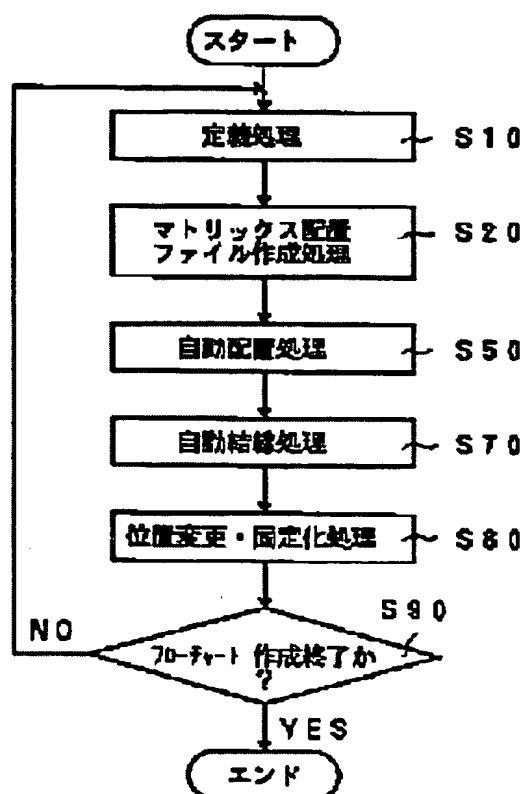 スタート
定義処理
S10
マトリックス配置
ファイル作成処理
S20
自動配置処理
S50
自動結線処理
S70
位置変更・固定化処理
S80
S90
フローチャート 作成終了か
?
NO
YES
エンド